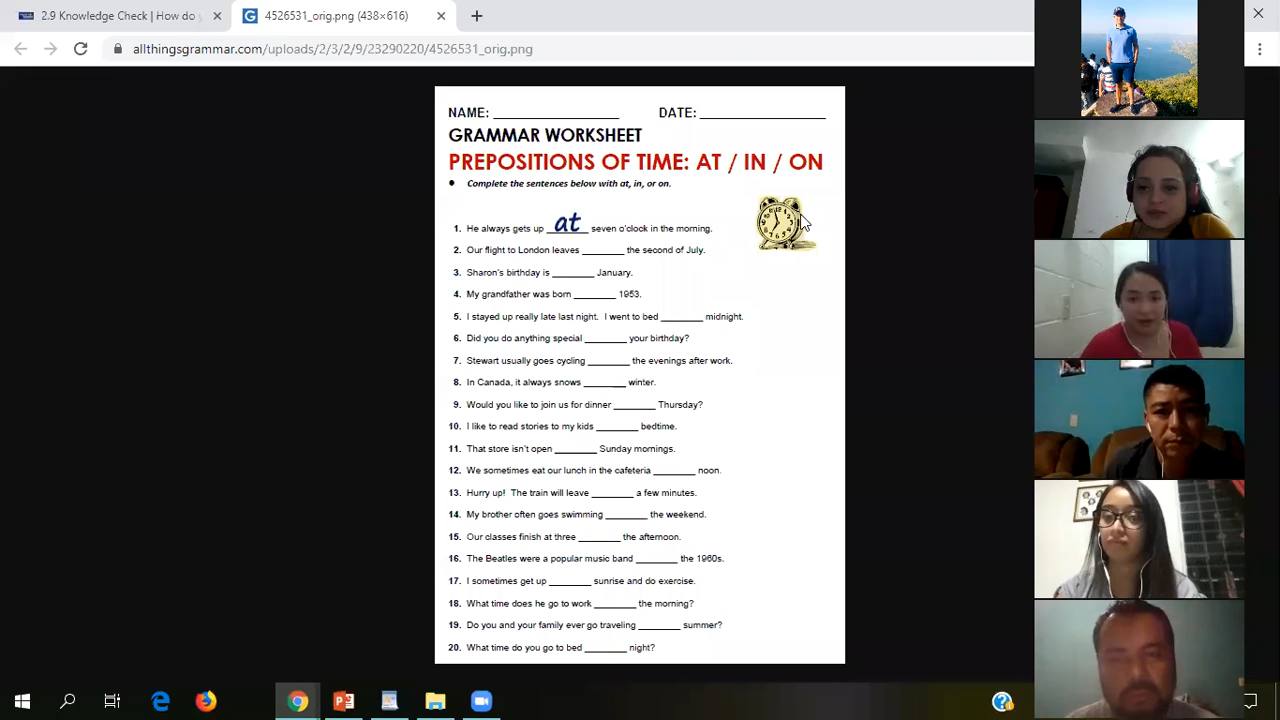 2.9 Knowledge Check | How do y
4526531_orig.png (438×616)
allthingsgrammar.com/uploads/2/3/2/9/23290220/4526531_orig.png
NAME: ____________ DATE: ____________
GRAMMAR WORKSHEET
PREPOSITIONS OF TIME: AT / IN / ON
● Complete the sentences below with at, in, or on.
1. He always gets up at seven o'clock in the morning.
2. Our flight to London leaves ________ the second of July.
3. Sharon's birthday is ________ January.
4. My grandfather was born ________ 1953.
5. I stayed up really late last night. I went to bed ________ midnight.
6. Did you do anything special ________ your birthday?
7. Stewart usually goes cycling ________ the evenings after work.
8. In Canada, it always snows ________ winter.
9. Would you like to join us for dinner ________ Thursday?
10. I like to read stories to my kids ________ bedtime.
11. That store isn't open ________ Sunday mornings.
12. We sometimes eat our lunch in the cafeteria ________ noon.
13. Hurry up! The train will leave ________ a few minutes.
14. My brother often goes swimming ________ the weekend.
15. Our classes finish at three ________ the afternoon.
16. The Beatles were a popular music band ________ the 1960s.
17. I sometimes get up ________ sunrise and do exercise.
18. What time does he go to work ________ the morning?
19. Do you and your family ever go traveling ________ summer?
20. What time do you go to bed ________ night?